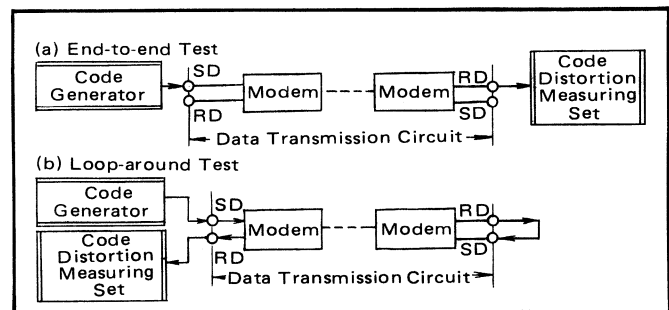 (a) End-to-end Test
Code
Generator
SD
RD
Modem
Modem
RD
SD
Code
Distortion
Measuring
Set
Data Transmission Circuit
(b) Loop-around Test
Code
Generator
Code
Distortion
Measuring
Set
SD
RD
Modem
Modem
RD
SD
Data Transmission Circuit